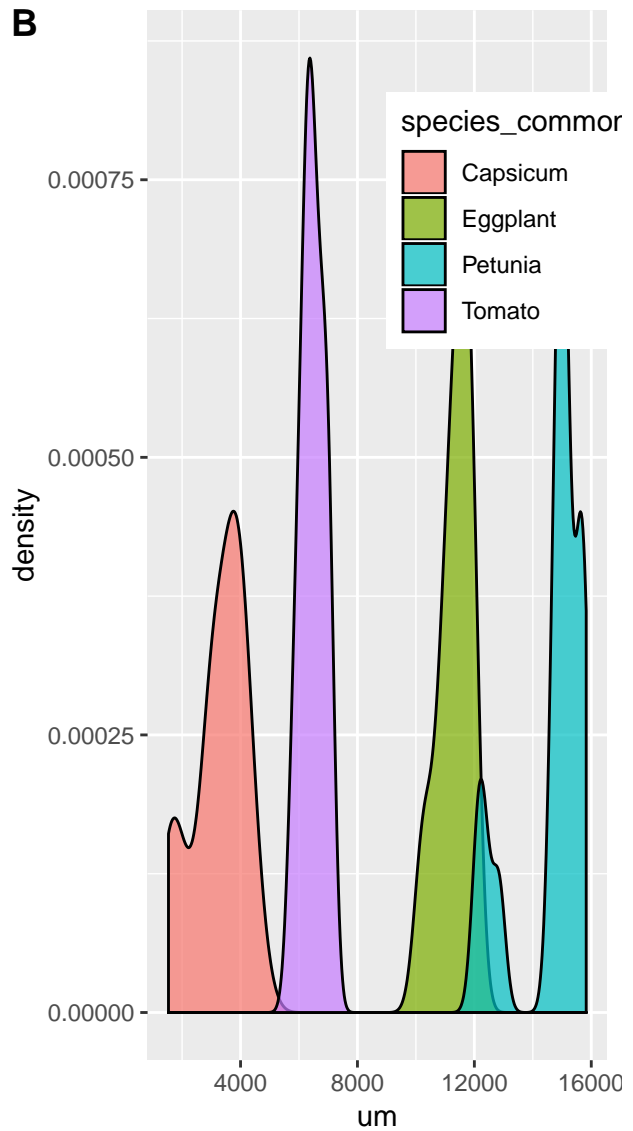 B
species_common
Capsicum
Eggplant
Petunia
Tomato
0.00075
0.00050
0.00025
0.00000
density
4000
8000
12000
16000
um